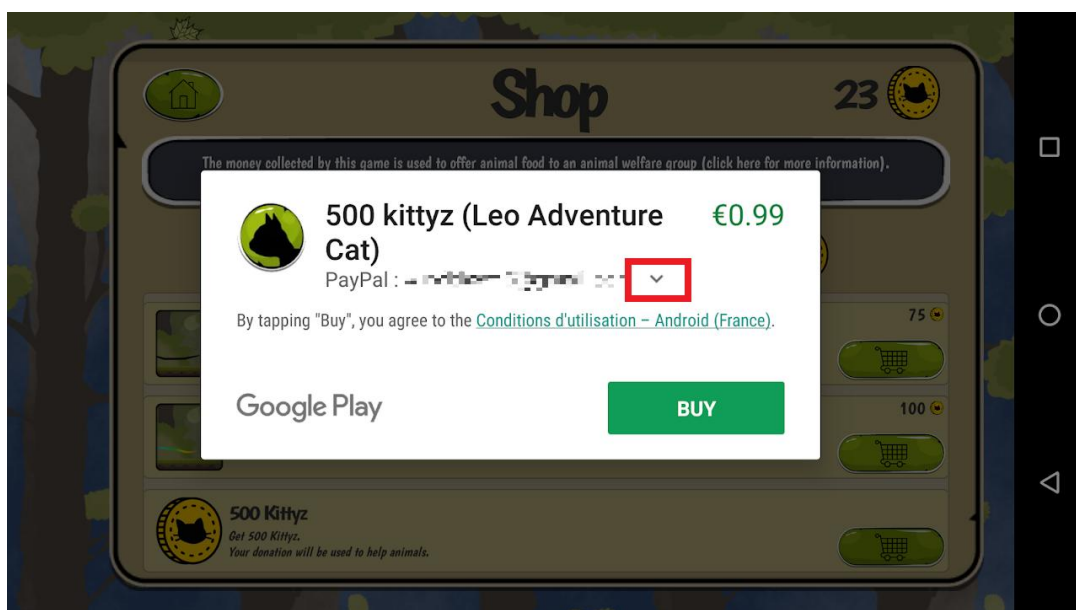 Shop
23
The money collected by this game is used to offer animal food to an animal welfare group (click here for more information).
500 kittyz (Leo Adventure
Cat)
€0.99
PayPal :
By tapping "Buy", you agree to the Conditions d'utilisation – Android (France).
75
Google Play
BUY
100
500 Kittyz
Get 500 Kittyz.
Your donation will be used to help animals.